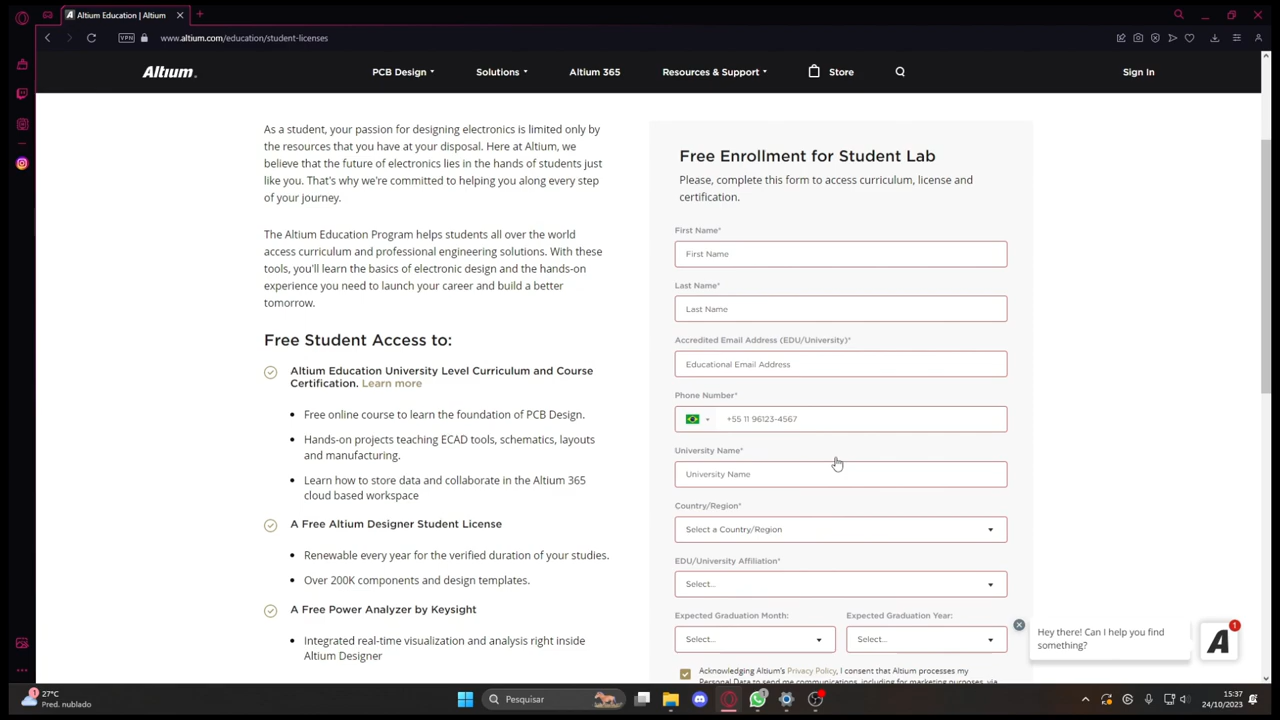 Altium Education | Altium
VPN
www.altium.com/education/student-licenses
Altium.
PCB Design
Solutions
Altium 365
Resources & Support
Store
Sign In
As a student, your passion for designing electronics is limited only by
the resources that you have at your disposal. Here at Altium, we
believe that the future of electronics lies in the hands of students just
like you. That's why we're committed to helping you along every step
of your journey.
The Altium Education Program helps students all over the world
access curriculum and professional engineering solutions. With these
tools, you'll learn the basics of electronic design and the hands-on
experience you need to launch your career and build a better
tomorrow.
Free Student Access to:
Altium Education University Level Curriculum and Course
Certification. Learn more
• Free online course to learn the foundation of PCB Design.
• Hands-on projects teaching ECAD tools, schematics, layouts
and manufacturing.
• Learn how to store data and collaborate in the Altium 365
cloud based workspace
A Free Altium Designer Student License
• Renewable every year for the verified duration of your studies.
• Over 200K components and design templates.
A Free Power Analyzer by Keysight
• Integrated real-time visualization and analysis right inside
Altium Designer
Free Enrollment for Student Lab
Please, complete this form to access curriculum, license and
certification.
First Name*
First Name
Last Name*
Last Name
Accredited Email Address (EDU/University)*
Educational Email Address
Phone Number*
+55 11 96123-4567
University Name*
University Name
Country/Region*
Select a Country/Region
EDU/University Affiliation*
Select...
Expected Graduation Month:
Select...
Expected Graduation Year:
Select...
Acknowledging Altium's Privacy Policy, I consent that Altium processes my
Personal Data to send me communications, including for marketing purposes, via
Hey there! Can I help you find
something?
A
1
1
27°C
Pred. nublado
Pesquisar
15:37
24/10/2023